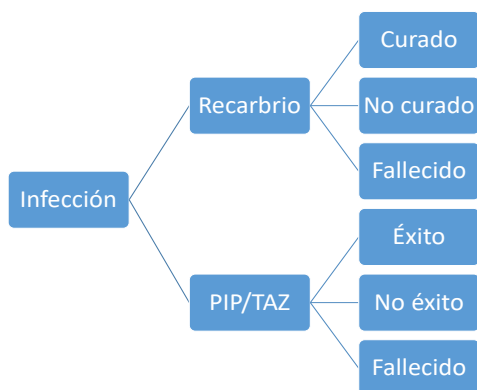 Curado
Recarbrio
No curado
Fallecido
Infección
Éxito
PIP/TAZ
No éxito
Fallecido